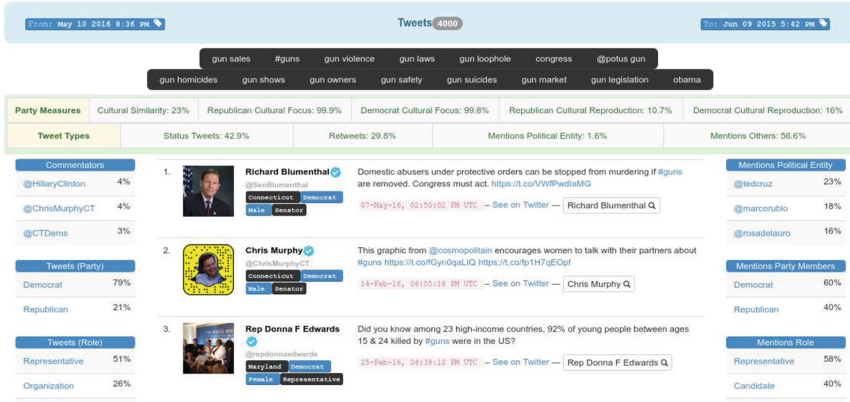 From: May 10 2016 8:36 PM
Tweets 4000
To: Jun 09 2015 5:42 PM
gun sales #guns gun violence gun laws gun loophole congress @potus gun
gun homicides gun shows gun owners gun safety gun suicides gun market gun legislation obama
Party Measures Cultural Similarity: 23% Republican Cultural Focus: 99.9% Democrat Cultural Focus: 99.8% Republican Cultural Reproduction: 10.7% Democrat Cultural Reproduction: 16%
Tweet Types Status Tweets: 42.9% Retweets: 29.8% Mentions Political Entity: 1.6% Mentions Others: 56.6%
Commentators
@HillaryClinton 4%
@ChrisMurphyCT 4%
@CTDems 3%
Tweets (Party)
Democrat 79%
Republican 21%
Tweets (Role)
Representative 51%
Organization 26%
1.
Richard Blumenthal
@SenBlumenthal
Connecticut Democrat
Male Senator
Domestic abusers under protective orders can be stopped from murdering if #guns
are removed. Congress must act. https://t.co/VWfPwdlaMG
07-May-16, 02:50:02 PM UTC – See on Twitter — Richard Blumenthal
2.
Chris Murphy
@ChrisMurphyCT
Connecticut Democrat
Male Senator
This graphic from @cosmopolitain encourages women to talk with their partners about
#guns https://t.co/fGyn0qaLIQ https://t.co/fp1H7qEOpf
14-Feb-16, 06:05:16 PM UTC – See on Twitter — Chris Murphy
3.
Rep Donna F Edwards
@repdonnaedwards
Maryland Democrat
Female Representative
Did you know among 23 high-income countries, 92% of young people between ages
15 & 24 killed by #guns were in the US?
25-Feb-16, 04:38:12 PM UTC – See on Twitter — Rep Donna F Edwards
Mentions Political Entity
@tedcruz 23%
@marcorubio 18%
@rosadelauro 16%
Mentions Party Members
Democrat 60%
Republican 40%
Mentions Role
Representative 58%
Candidate 40%